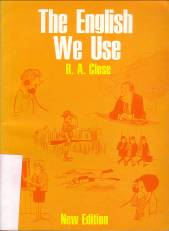 The English
We Use
R. A. Close
New Edition